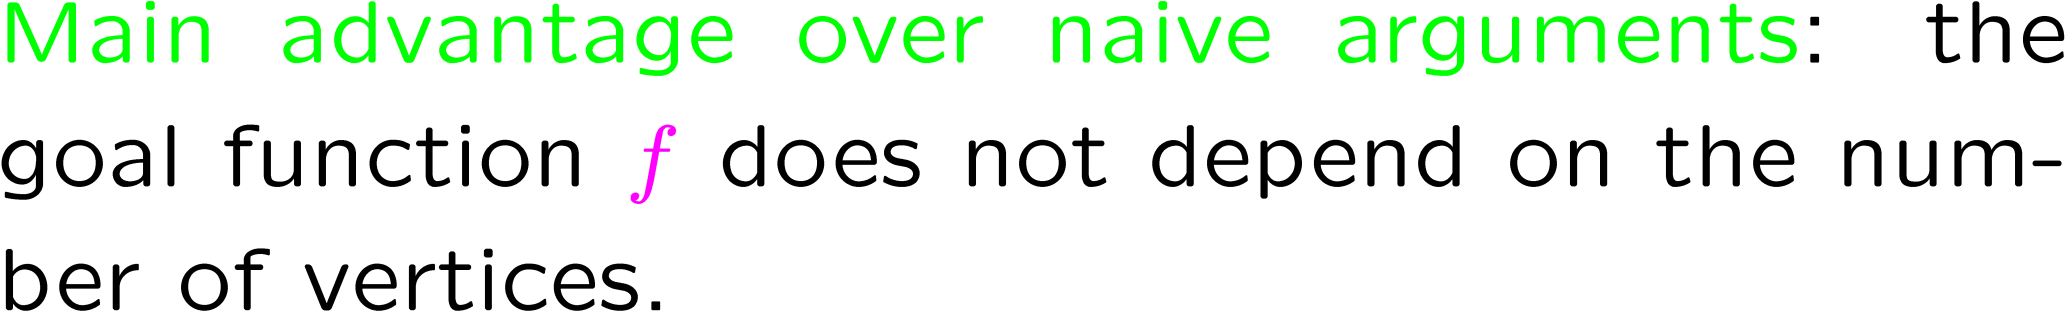 Main advantage over naive arguments: the
goal function f does not depend on the num-
ber of vertices.